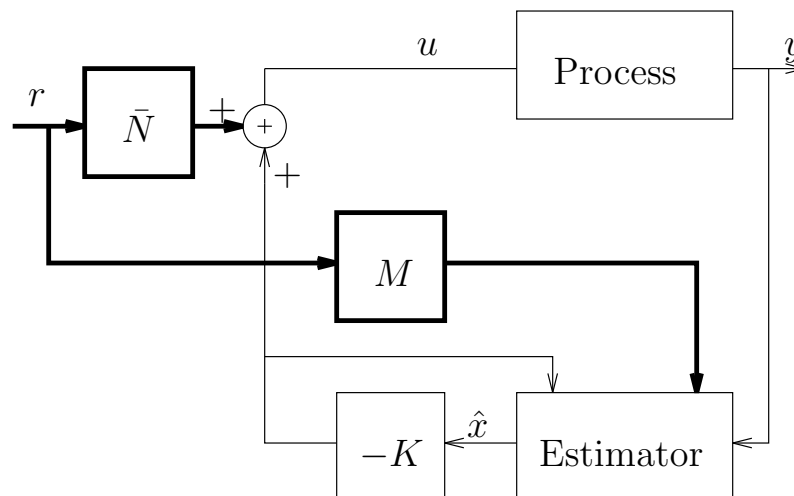 u
y
Process
r
N̄
+
+
+
M
x̂
−K
Estimator